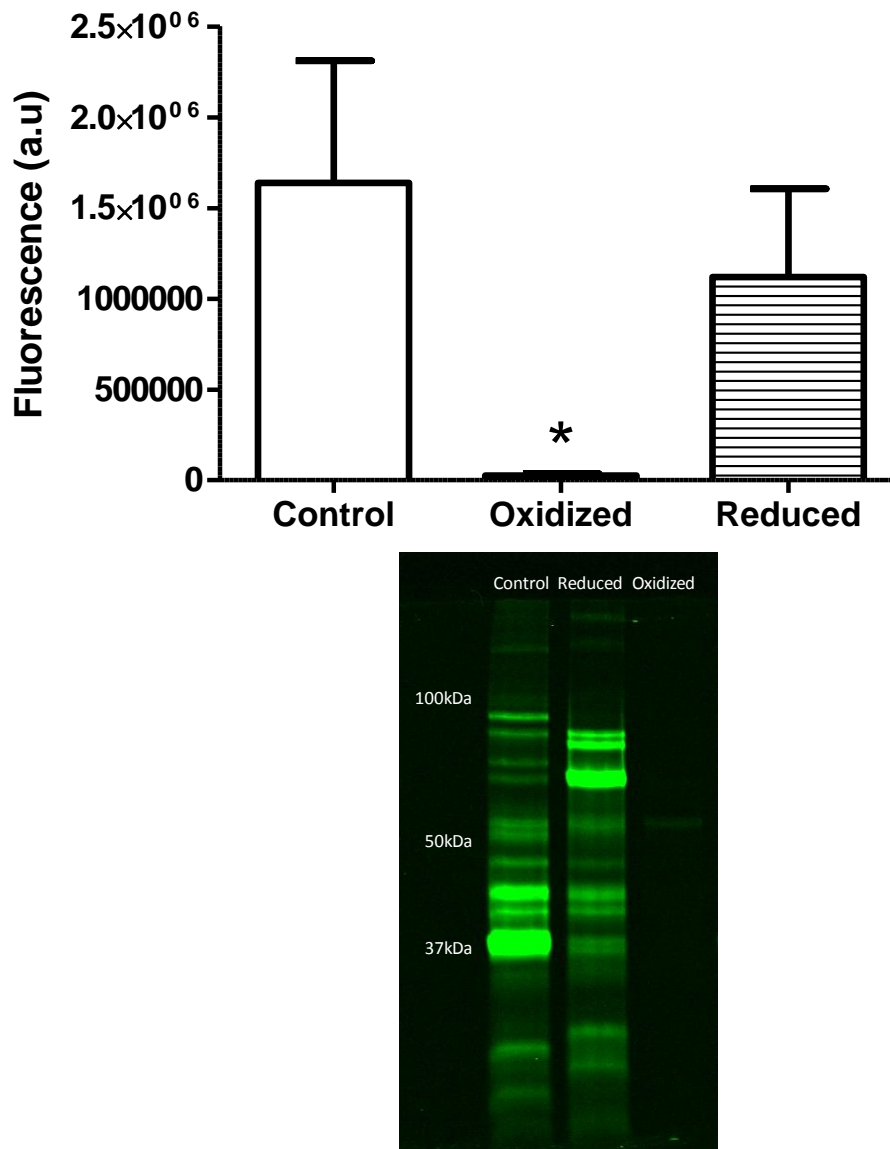 Fluorescence (a.u)
2.5×10⁰⁶
2.0×10⁰⁶
1.5×10⁰⁶
1000000
500000
0
*
Control Oxidized Reduced
Control Reduced Oxidized
100kDa
50kDa
37kDa